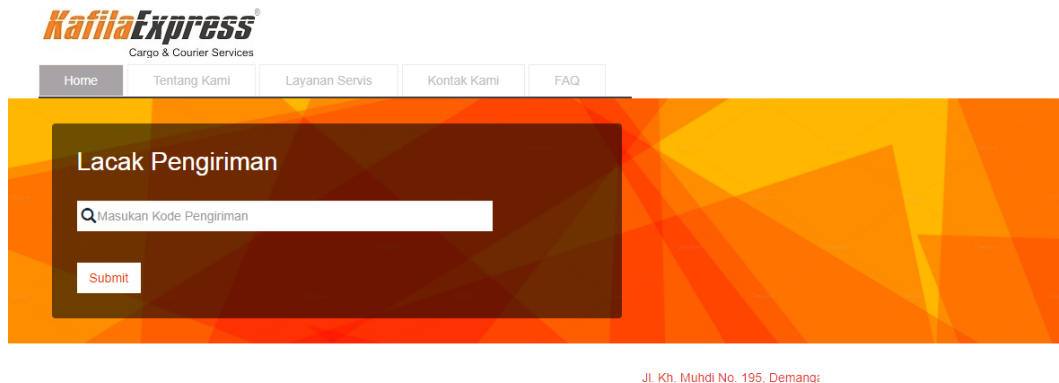 KafilaExpress®
Cargo & Courier Services
Home Tentang Kami Layanan Servis Kontak Kami FAQ
Lacak Pengiriman
Masukan Kode Pengiriman
Submit
Jl. Kh. Muhdi No. 195, Demanga